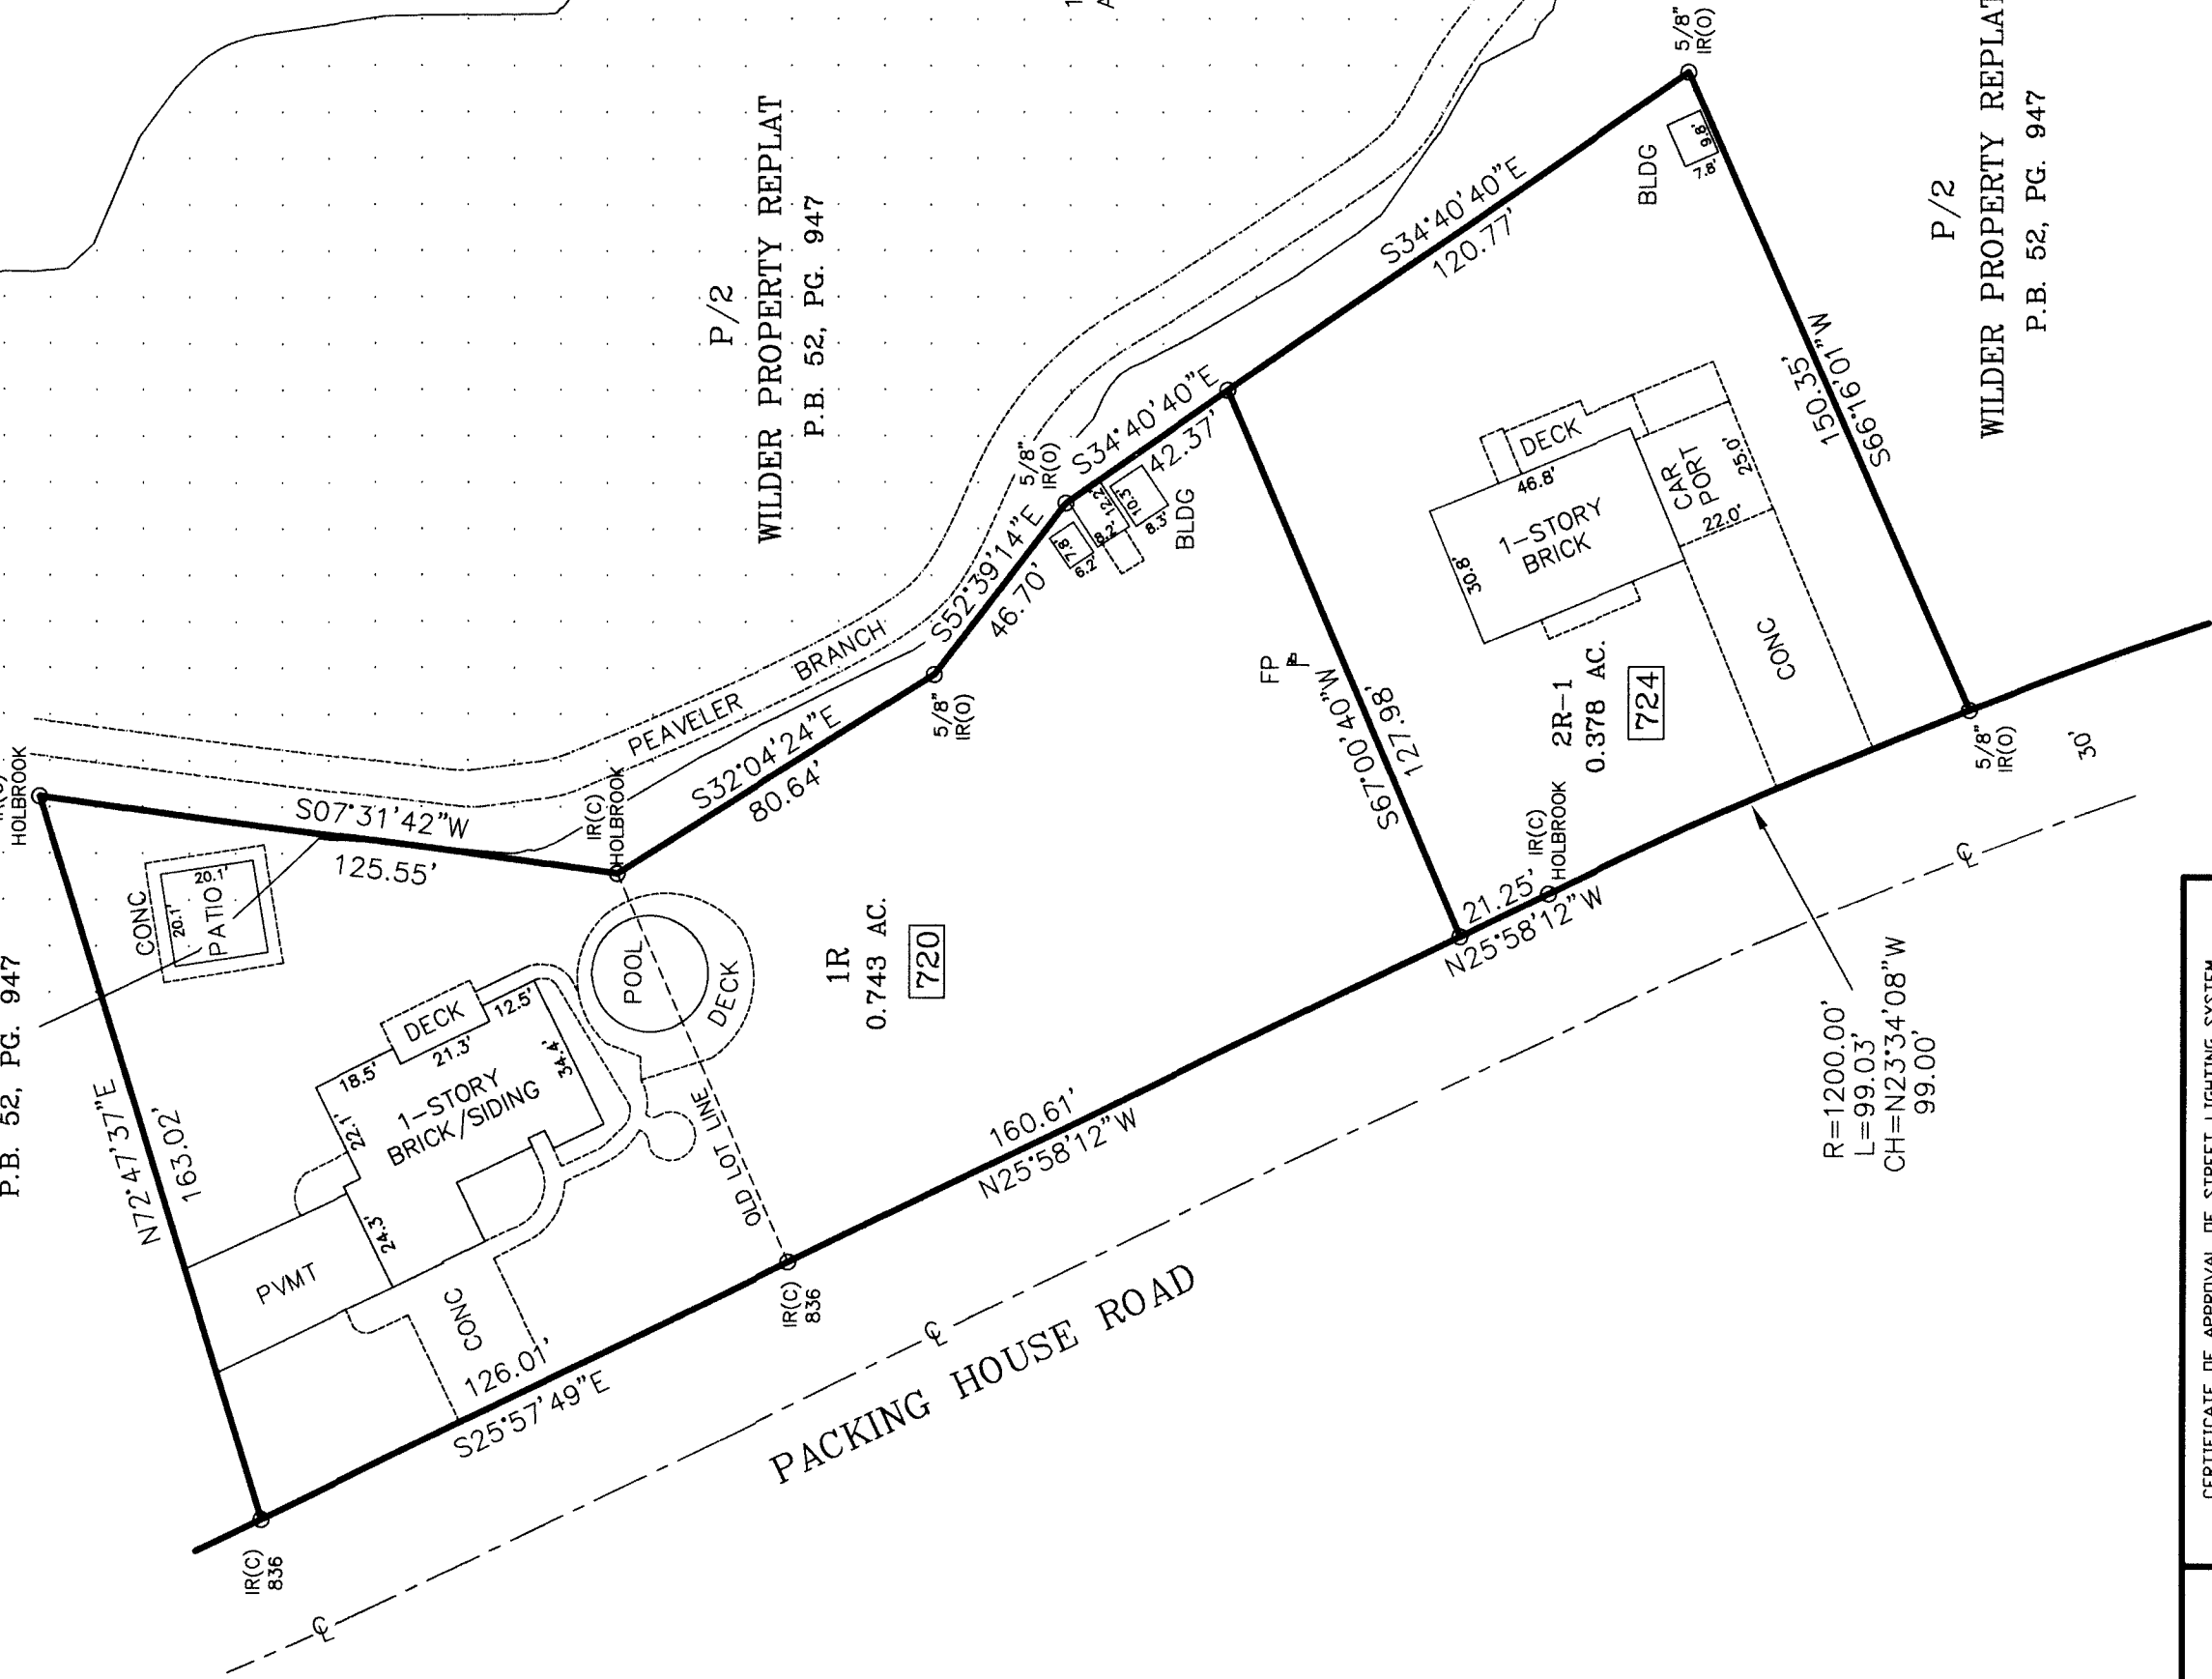 HOLBROOK
P.B. 52, PG. 947
N72°47'37"E
163.02'
S07°31'42"W
125.55'
CONC
20.1'
20.1'
PATIO
IR(C)
HOLBROOK
PEAVELER
BRANCH
S32°04'24"E
80.64'
5/8"
IR(O)
S52°39'14"E
46.70'
5/8"
IR(O)
S34°40'40"E
42.37'
7.8'
6.2'
8.2'
12.2'
10.3'
8.3'
BLDG
P/2
WILDER PROPERTY REPLAT
P.B. 52, PG. 947
S34°40'40"E
120.77'
5/8"
IR(O)
BLDG
7.8'
9.8'
P/2
WILDER PROPERTY REPLAT
P.B. 52, PG. 947
150.35'
S66°16'01"W
DECK
46.8'
30.8'
1-STORY
BRICK
CAR
PORT
22.0'
25.0'
CONC
FP
S67°00'40"W
127.98'
2R-1
0.378 AC.
724
5/8"
IR(O)
30'
21.25'
N25°58'12"W
IR(C)
HOLBROOK
R=1200.00'
L=99.03'
CH=N23°34'08"W
99.00'
1R
0.743 AC.
720
POOL
DECK
DECK
12.5'
21.3'
18.5'
34.4'
22.1'
24.3'
1-STORY
BRICK/SIDING
PVMT
CONC
OLD LOT LINE
160.61'
N25°58'12"W
IR(C)
836
126.01'
S25°57'49"E
IR(C)
836
℄
℄
℄
PACKING HOUSE ROAD
CERTIFICATE OF APPROVAL OF STREET LIGHTING SYSTEM